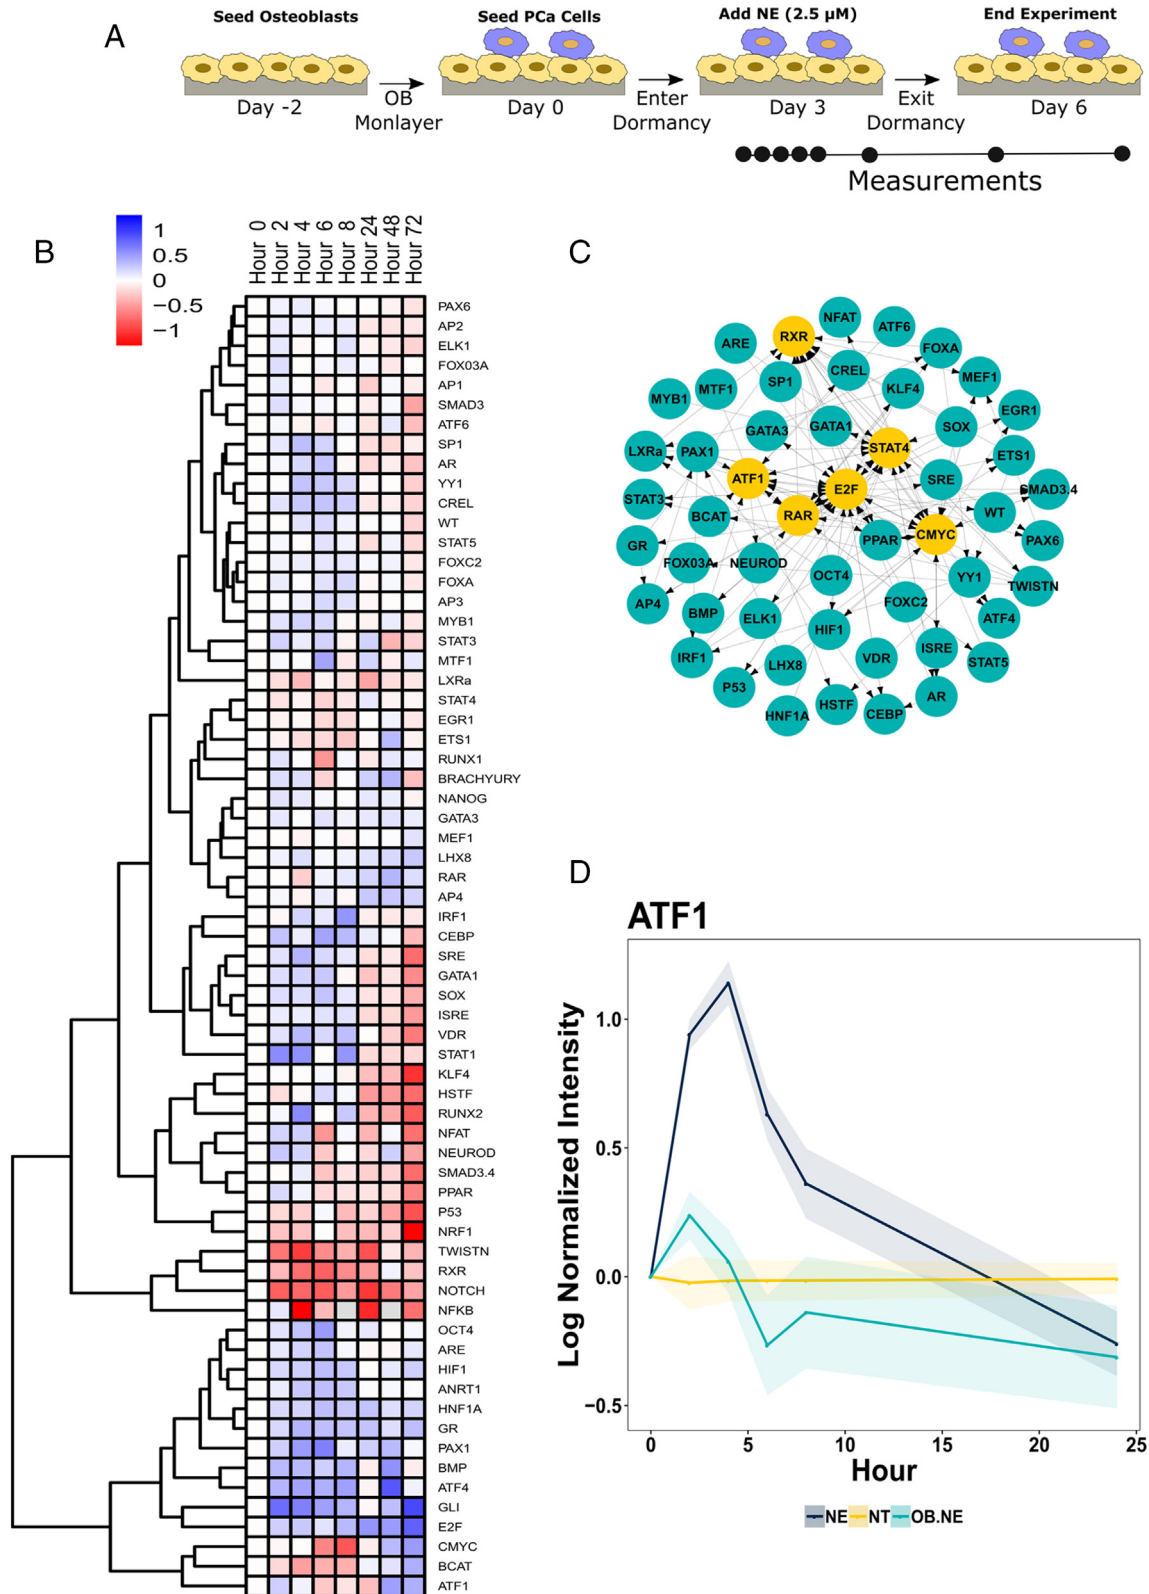 A
Seed Osteoblasts
Seed PCa Cells
Add NE (2.5 µM)
End Experiment
Day -2
OB
Monlayer
Day 0
Enter
Dormancy
Day 3
Exit
Dormancy
Day 6
Measurements
B
1
0.5
0
−0.5
−1
Hour 0
Hour 2
Hour 4
Hour 6
Hour 8
Hour 24
Hour 48
Hour 72
PAX6
AP2
ELK1
FOX03A
AP1
SMAD3
ATF6
SP1
AR
YY1
CREL
WT
STAT5
FOXC2
FOXA
AP3
MYB1
STAT3
MTF1
LXRa
STAT4
EGR1
ETS1
RUNX1
BRACHYURY
NANOG
GATA3
MEF1
LHX8
RAR
AP4
IRF1
CEBP
SRE
GATA1
SOX
ISRE
VDR
STAT1
KLF4
HSTF
RUNX2
NFAT
NEUROD
SMAD3.4
PPAR
P53
NRF1
TWISTN
RXR
NOTCH
NFKB
OCT4
ARE
HIF1
ANRT1
HNF1A
GR
PAX1
BMP
ATF4
GLI
E2F
CMYC
BCAT
ATF1
C
NFAT
ATF6
RXR
ARE
FOXA
CREL
MEF1
SP1
MTF1
KLF4
MYB1
EGR1
GATA3
GATA1
SOX
STAT4
LXRa
PAX1
ETS1
ATF1
SRE
E2F
SMAD3.4
STAT3
BCAT
RAR
WT
CMYC
PPAR
PAX6
GR
FOX03A
NEUROD
OCT4
YY1
TWISTN
AP4
BMP
ELK1
FOXC2
ATF4
HIF1
ISRE
IRF1
LHX8
VDR
STAT5
P53
AR
HNF1A
HSTF
CEBP
D
ATF1
Log Normalized Intensity
1.0
0.5
0.0
−0.5
0
5
10
15
20
25
Hour
NE
NT
OB.NE